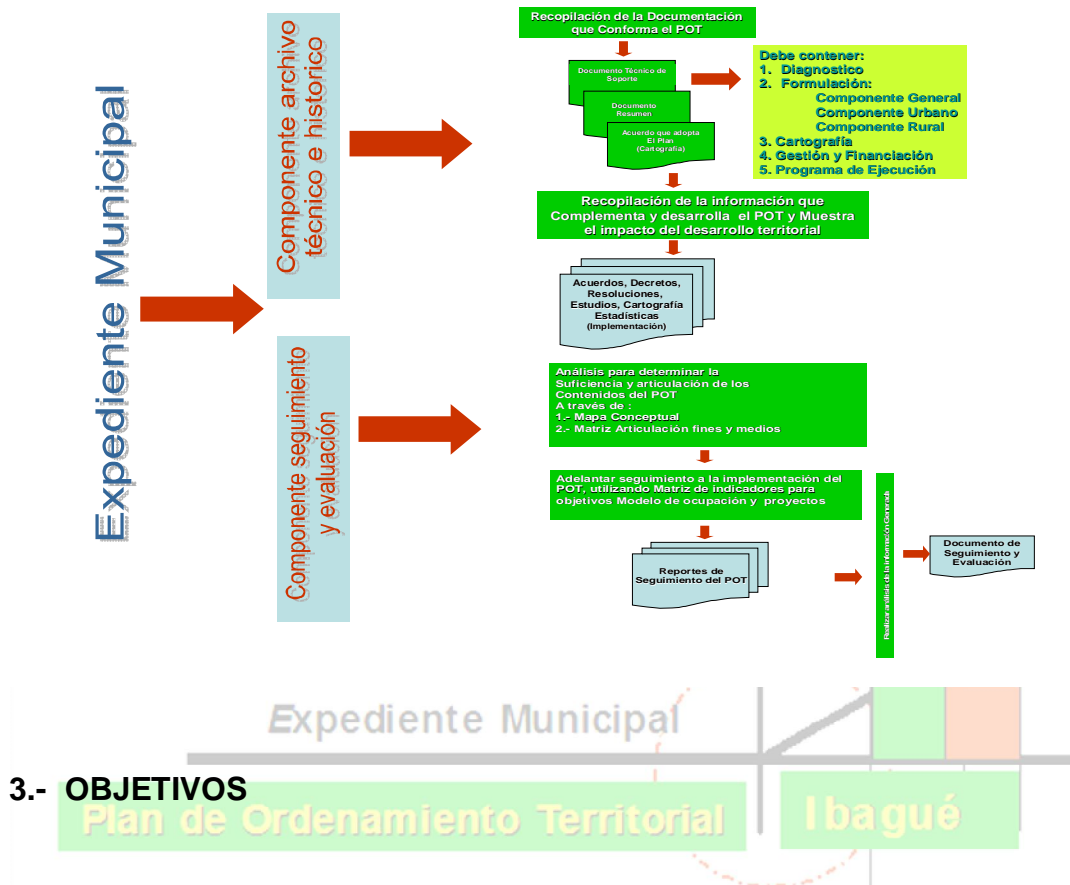 Expediente Municipal
Componente archivo
técnico e historico
Recopilación de la Documentación
que Conforma el POT
Documento Técnico de
Soporte
Documento
Resumen
Acuerdo que adopta
El Plan
(Cartografía)
Debe contener:
1. Diagnostico
2. Formulación:
Componente General
Componente Urbano
Componente Rural
3. Cartografía
4. Gestión y Financiación
5. Programa de Ejecución
Recopilación de la información que
Complementa y desarrolla el POT y Muestra
el impacto del desarrollo territorial
Acuerdos, Decretos,
Resoluciones,
Estudios, Cartografía
Estadísticas
(Implementación)
Componente seguimiento
y evaluación
Análisis para determinar la
Suficiencia y articulación de los
Contenidos del POT
A través de :
1.- Mapa Conceptual
2.- Matriz Articulación fines y medios
Adelantar seguimiento a la implementación del
POT, utilizando Matriz de indicadores para
objetivos Modelo de ocupación y proyectos
Reportes de
Seguimiento del POT
Realizar análisis de la información Generada
Documento de
Seguimiento y
Evaluación
Expediente Municipal
3.- OBJETIVOS
Plan de Ordenamiento Territorial
Ibagué